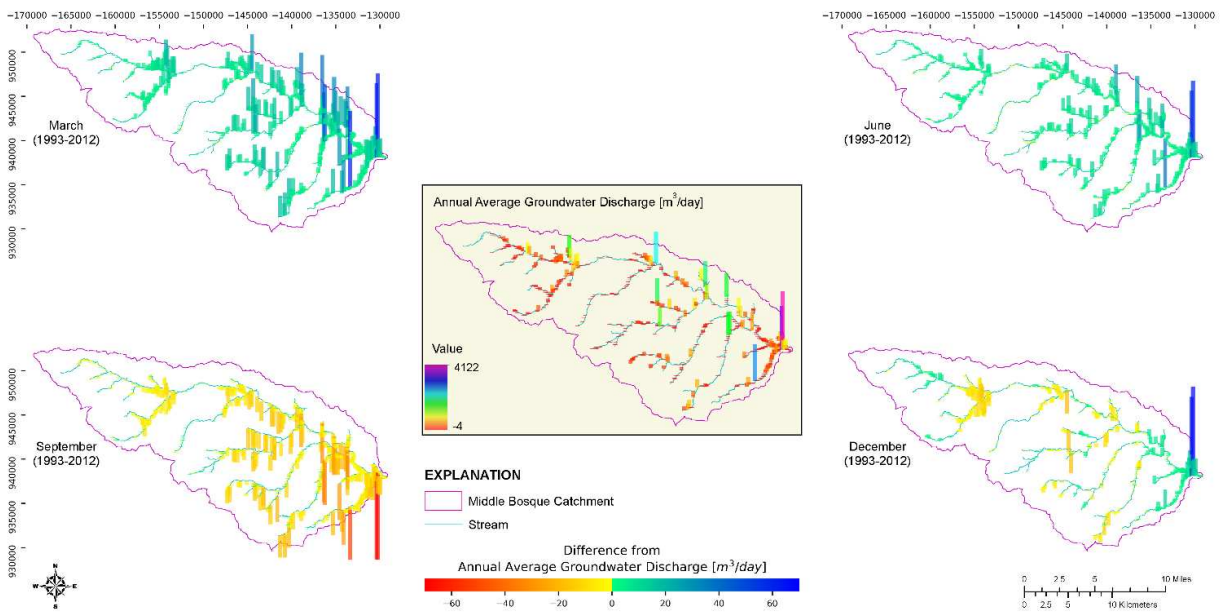 −170000 −165000 −160000 −155000 −150000 −145000 −140000 −135000 −130000
−170000 −165000 −160000 −155000 −150000 −145000 −140000 −135000 −130000
950000
945000
940000
935000
930000
March
(1993-2012)
June
(1993-2012)
Annual Average Groundwater Discharge [m³/day]
Value
4122
-4
950000
945000
940000
935000
930000
September
(1993-2012)
December
(1993-2012)
EXPLANATION
Middle Bosque Catchment
Stream
Difference from
Annual Average Groundwater Discharge [m³/day]
−60 −40 −20 0 20 40 60
N
W E
S
0 5 5 10 Miles
0 2.5 5 10 Kilometers